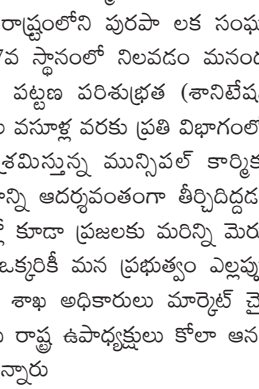 రాష్ట్రంలోని పురపా లక సంఘ
7వ స్థానంలో నిలవడం మనంద
పట్టణ పరిశుభ్రత (శానిటేష
వసూళ్ల వరకు ప్రతి విభాగంలో
శ్రమిస్తున్న మున్సిపల్ కార్మిక
న్ని ఆదర్శవంతంగా తీర్చిదిద్దడ
కూడా ప్రజలకు మరిన్ని మెరు
ఒక్కరికీ మన ప్రభుత్వం ఎల్లప్పు
శాఖ అధికారులు మార్కెట్ చై
రాష్ట్ర ఉపాధ్యక్షులు కోలా ఆన
న్నారు